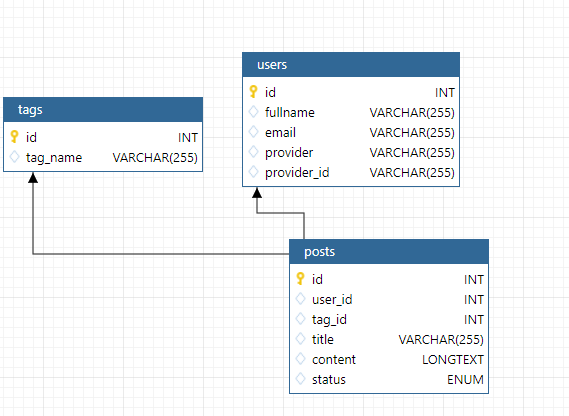 users
id INT
fullname VARCHAR(255)
email VARCHAR(255)
provider VARCHAR(255)
provider_id VARCHAR(255)
tags
id INT
tag_name VARCHAR(255)
posts
id INT
user_id INT
tag_id INT
title VARCHAR(255)
content LONGTEXT
status ENUM